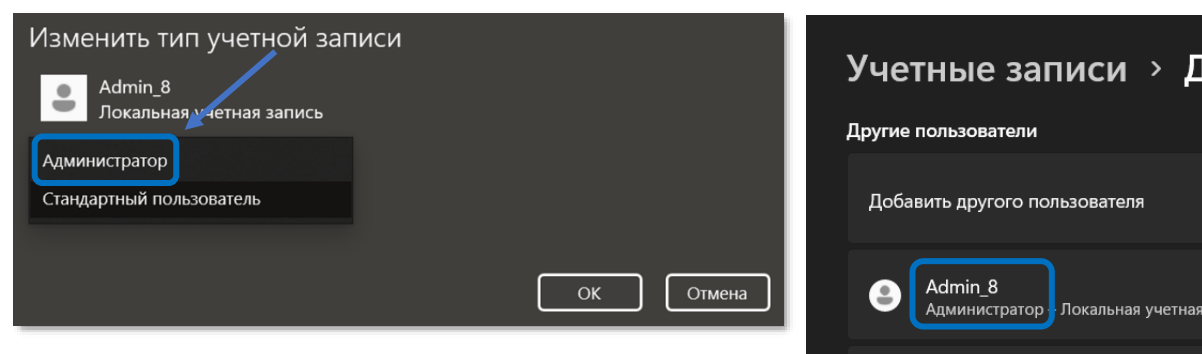 Изменить тип учетной записи
Admin_8
Локальная учетная запись
Администратор
Стандартный пользователь
ОК
Отмена
Учетные записи >
Другие пользователи
Добавить другого пользователя
Admin_8
Администратор – Локальная учетная